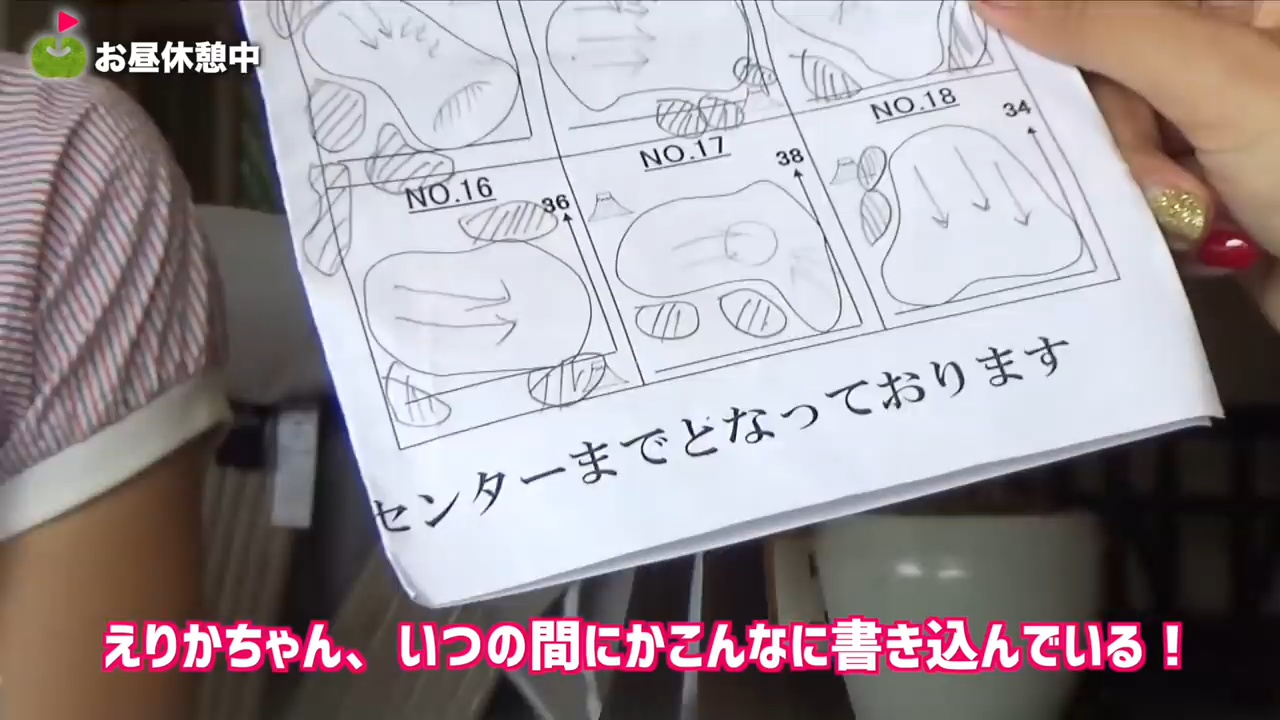 お昼休憩中
NO.16
36
NO.17
38
NO.18
34
センターまでとなっております
えりかちゃん、いつの間にかこんなに書き込んでいる！